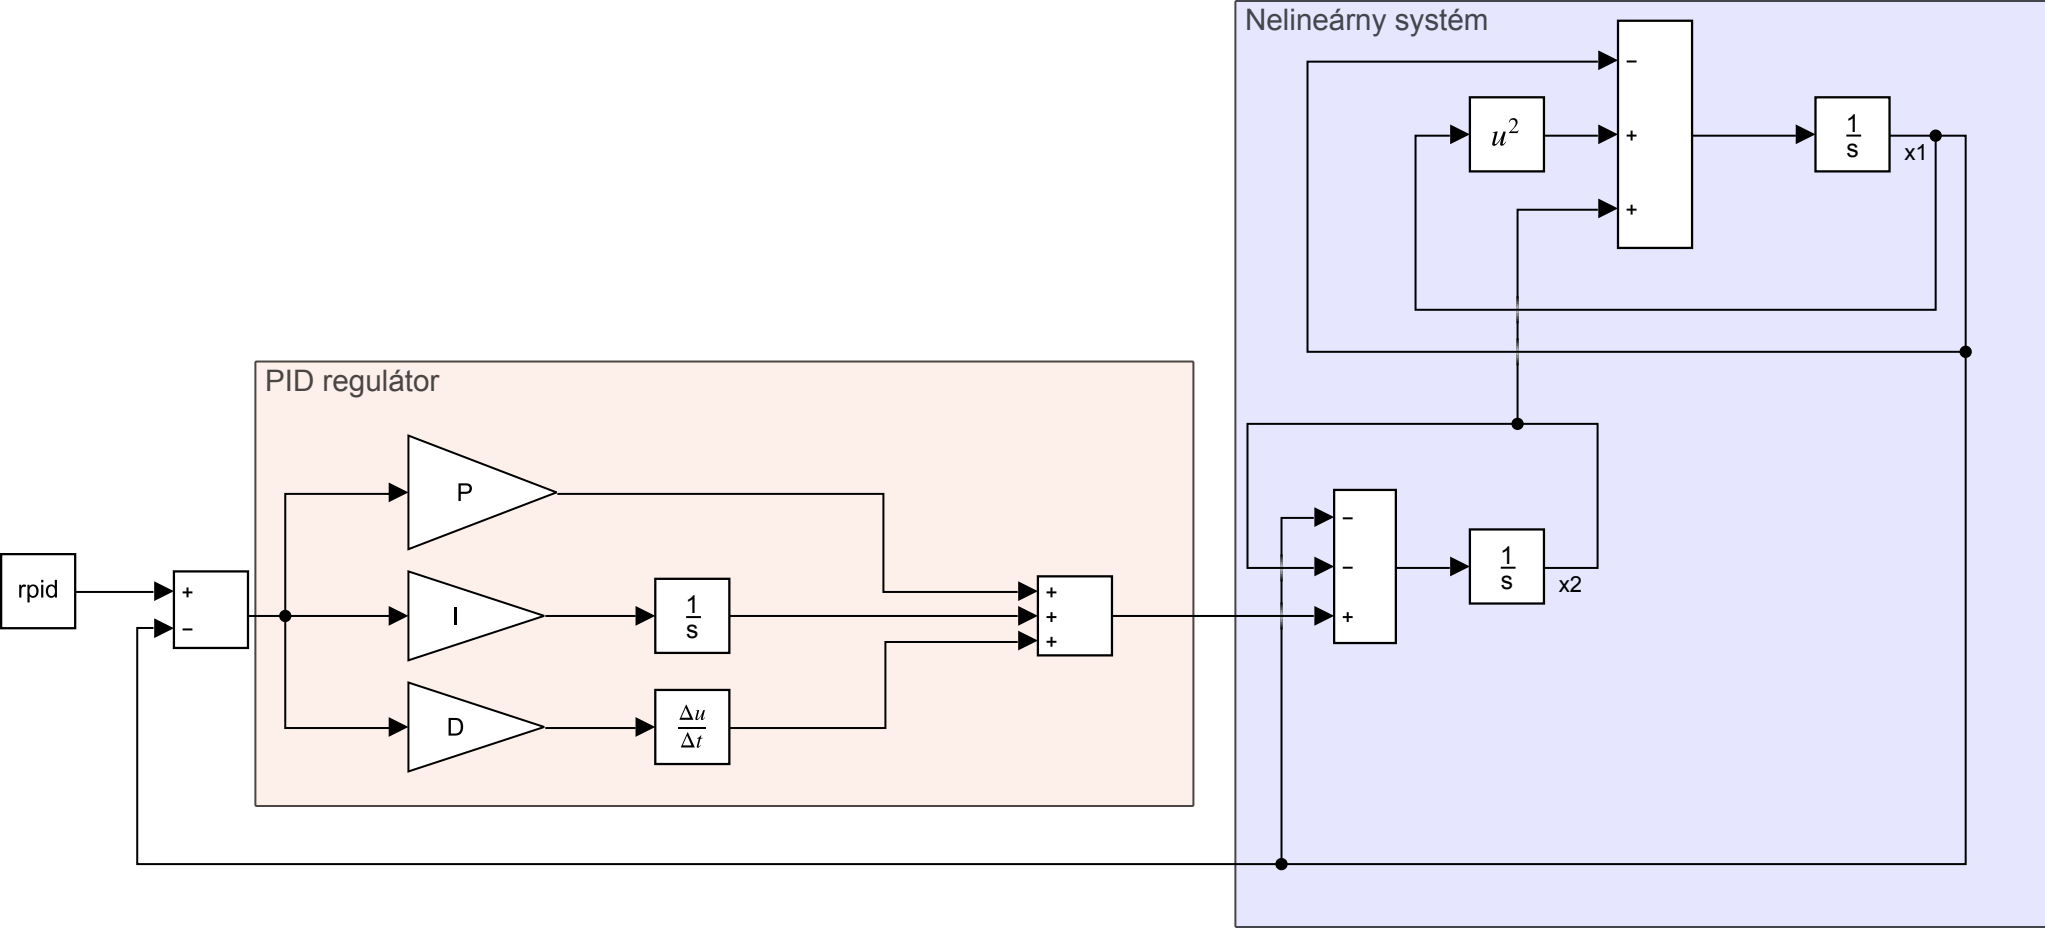 Nelineárny systém
−
u²
+
1
s
x1
+
PID regulátor
P
−
rpid
+
−
I
1
s
+
+
+
−
+
1
s
x2
D
Δu
Δt